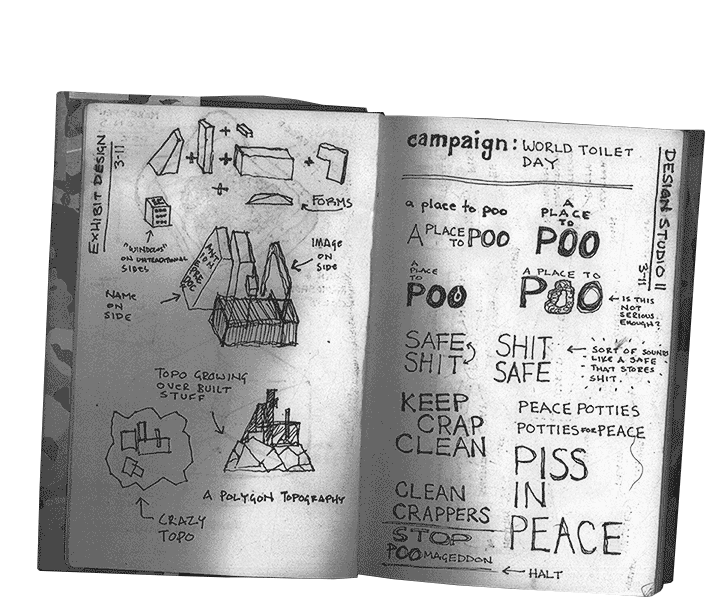 EXHIBIT DESIGN
3-11
+
+
+
+
+
FORMS
"WINDOWS"
ON UNTRADITIONAL
SIDES
IMAGE
ON
SIDE
NAME
ON
SIDE
TOPO GROWING
OVER BUILT
STUFF
A POLYGON TOPOGRAPHY
CRAZY
TOPO
DESIGN STUDIO II
3-11
campaign: WORLD TOILET
DAY
a place to poo
A PLACE
TO POO
A
PLACE
TO
POO
A
PLACE
TO
POO
A PLACE TO
POO
IS THIS
NOT
SERIOUS
ENOUGH?
SAFE
SHIT
SHIT
SAFE
SORT OF SOUNDS
LIKE A SAFE
THAT STORES
SHIT.
KEEP
CRAP
CLEAN
PEACE POTTIES
POTTIES FOR PEACE
PISS
IN
PEACE
CLEAN
CRAPPERS
STOP
POOMAGEDDON
HALT